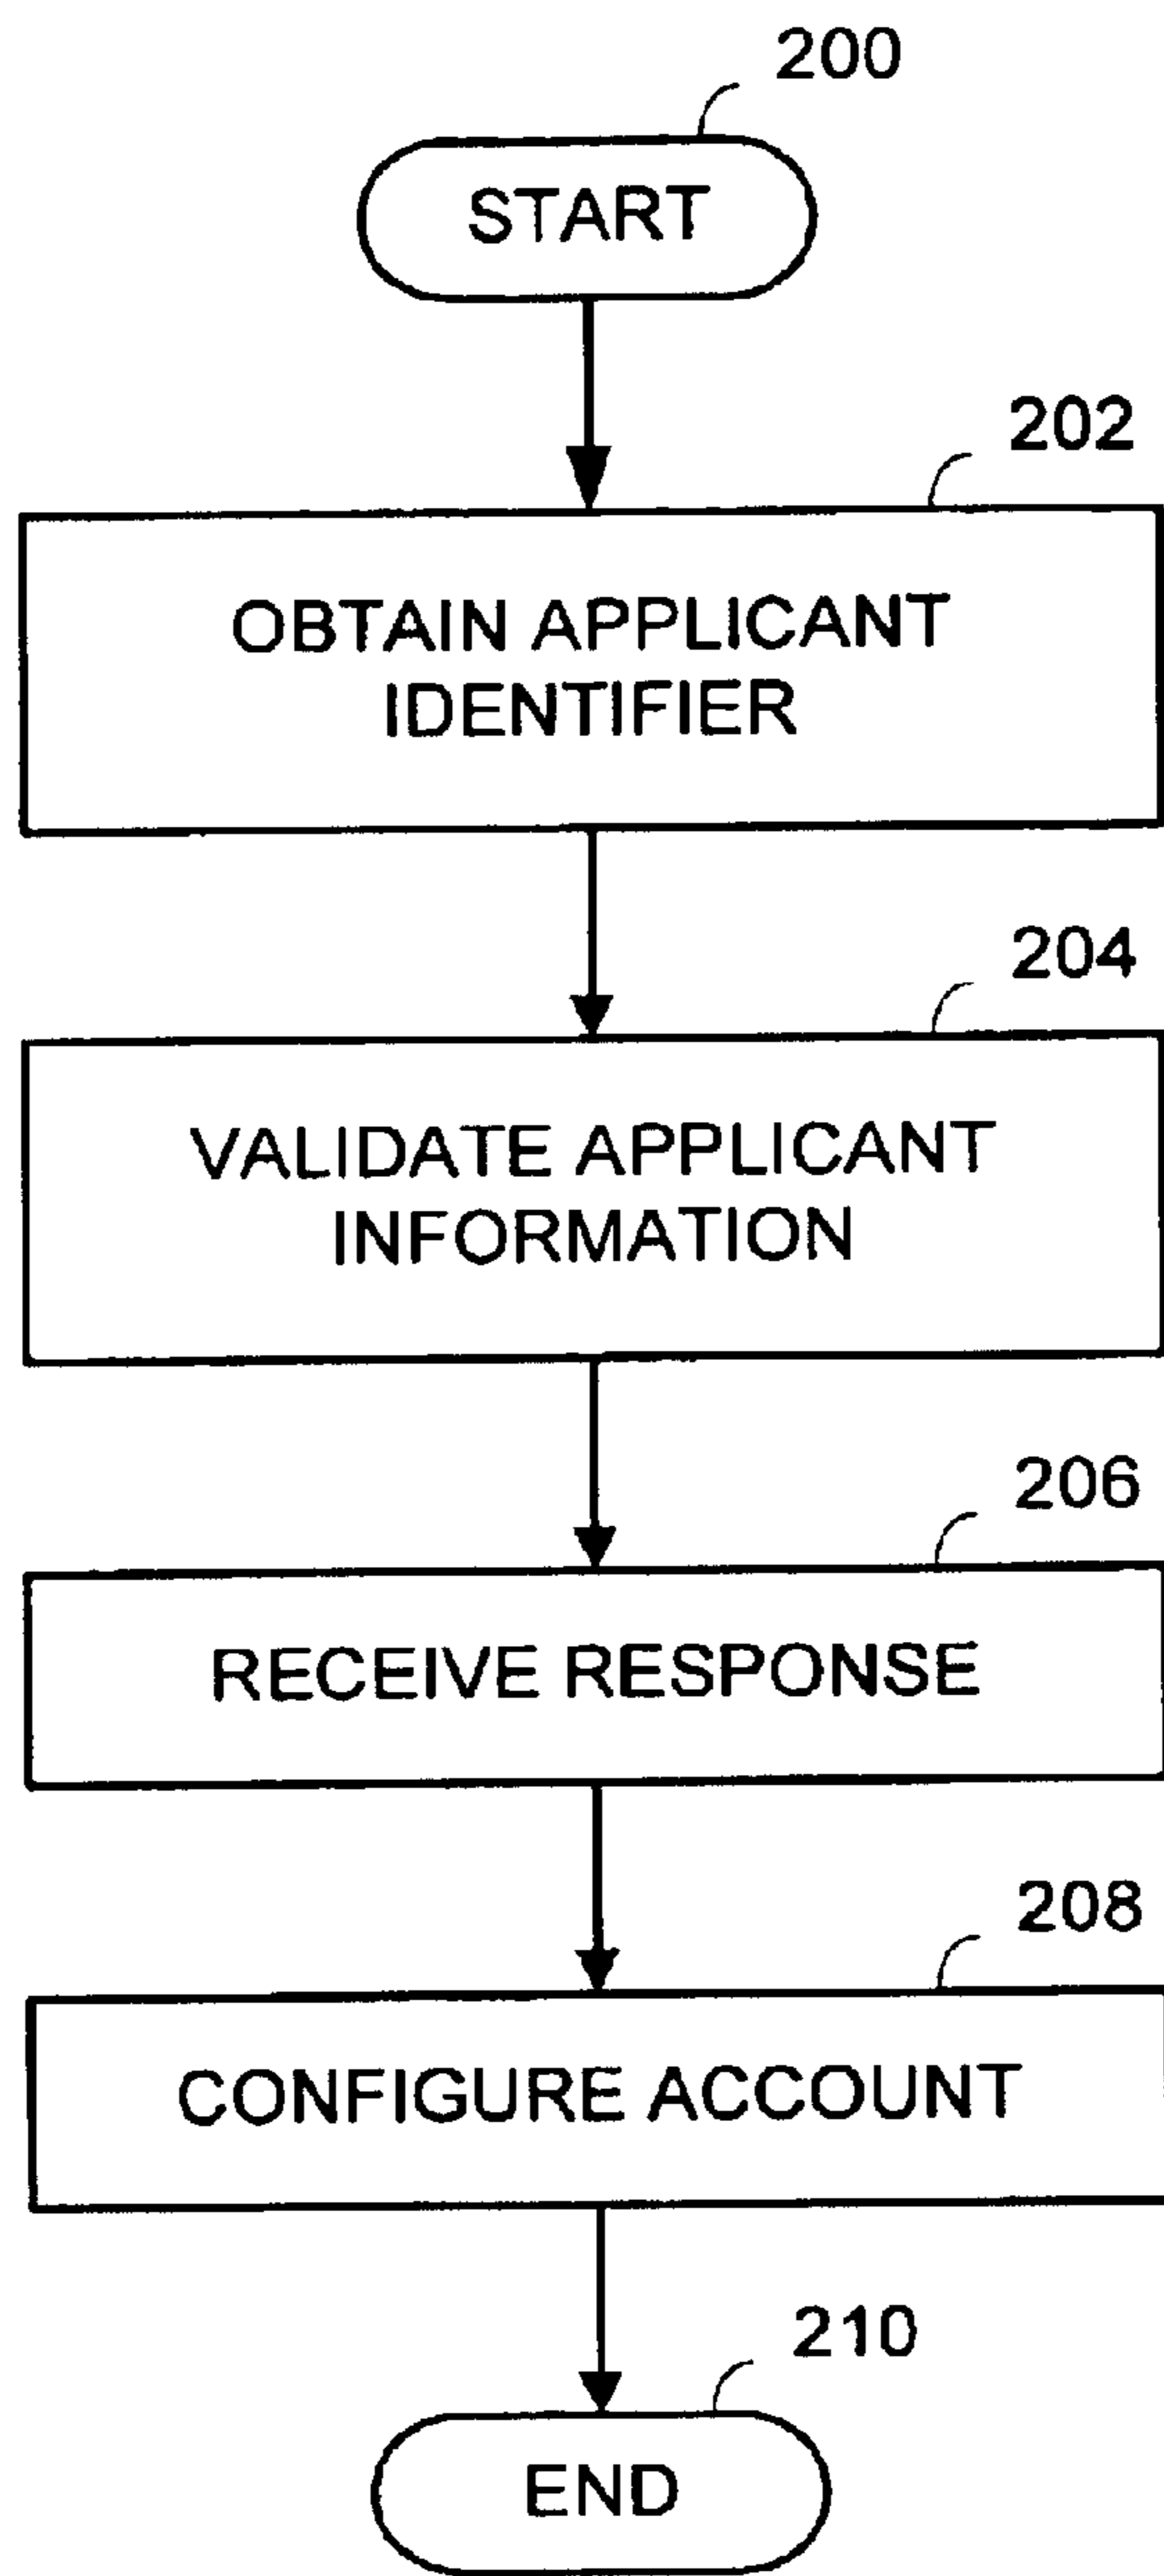 200
START
202
OBTAIN APPLICANT
IDENTIFIER
204
VALIDATE APPLICANT
INFORMATION
206
RECEIVE RESPONSE
208
CONFIGURE ACCOUNT
210
END